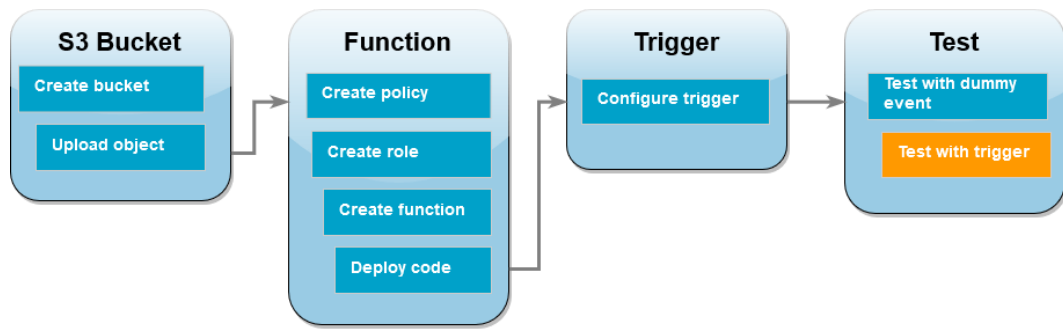 S3 Bucket
Create bucket
Upload object
Function
Create policy
Create role
Create function
Deploy code
Trigger
Configure trigger
Test
Test with dummy
event
Test with trigger